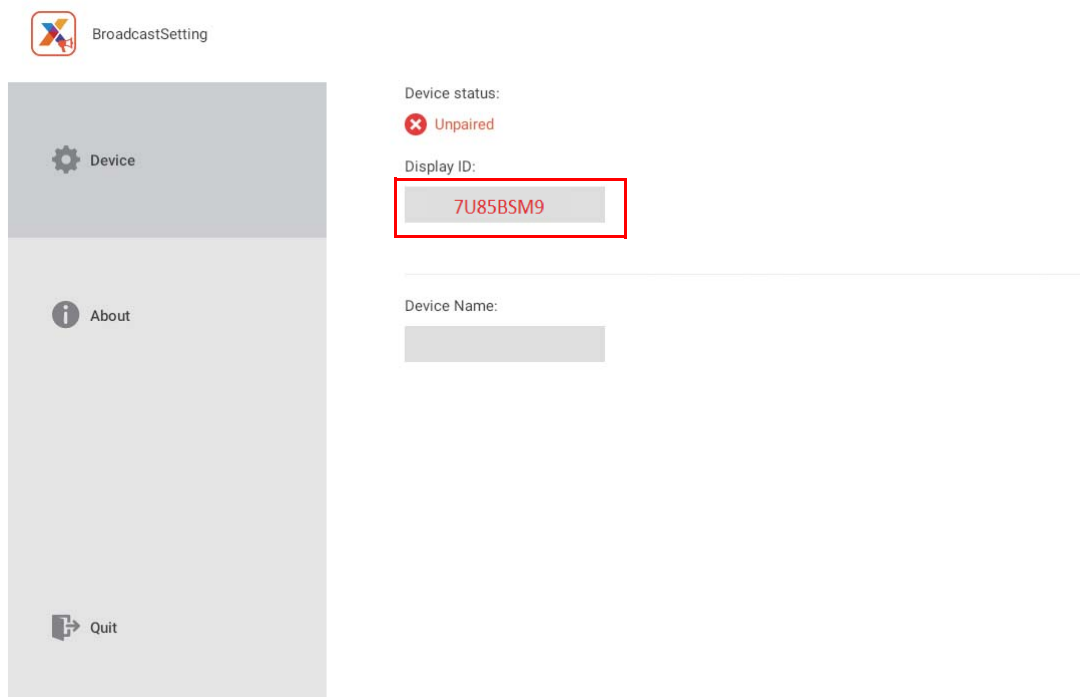 BroadcastSetting
Device
About
Quit
Device status:
Unpaired
Display ID:
7U85BSM9
Device Name: